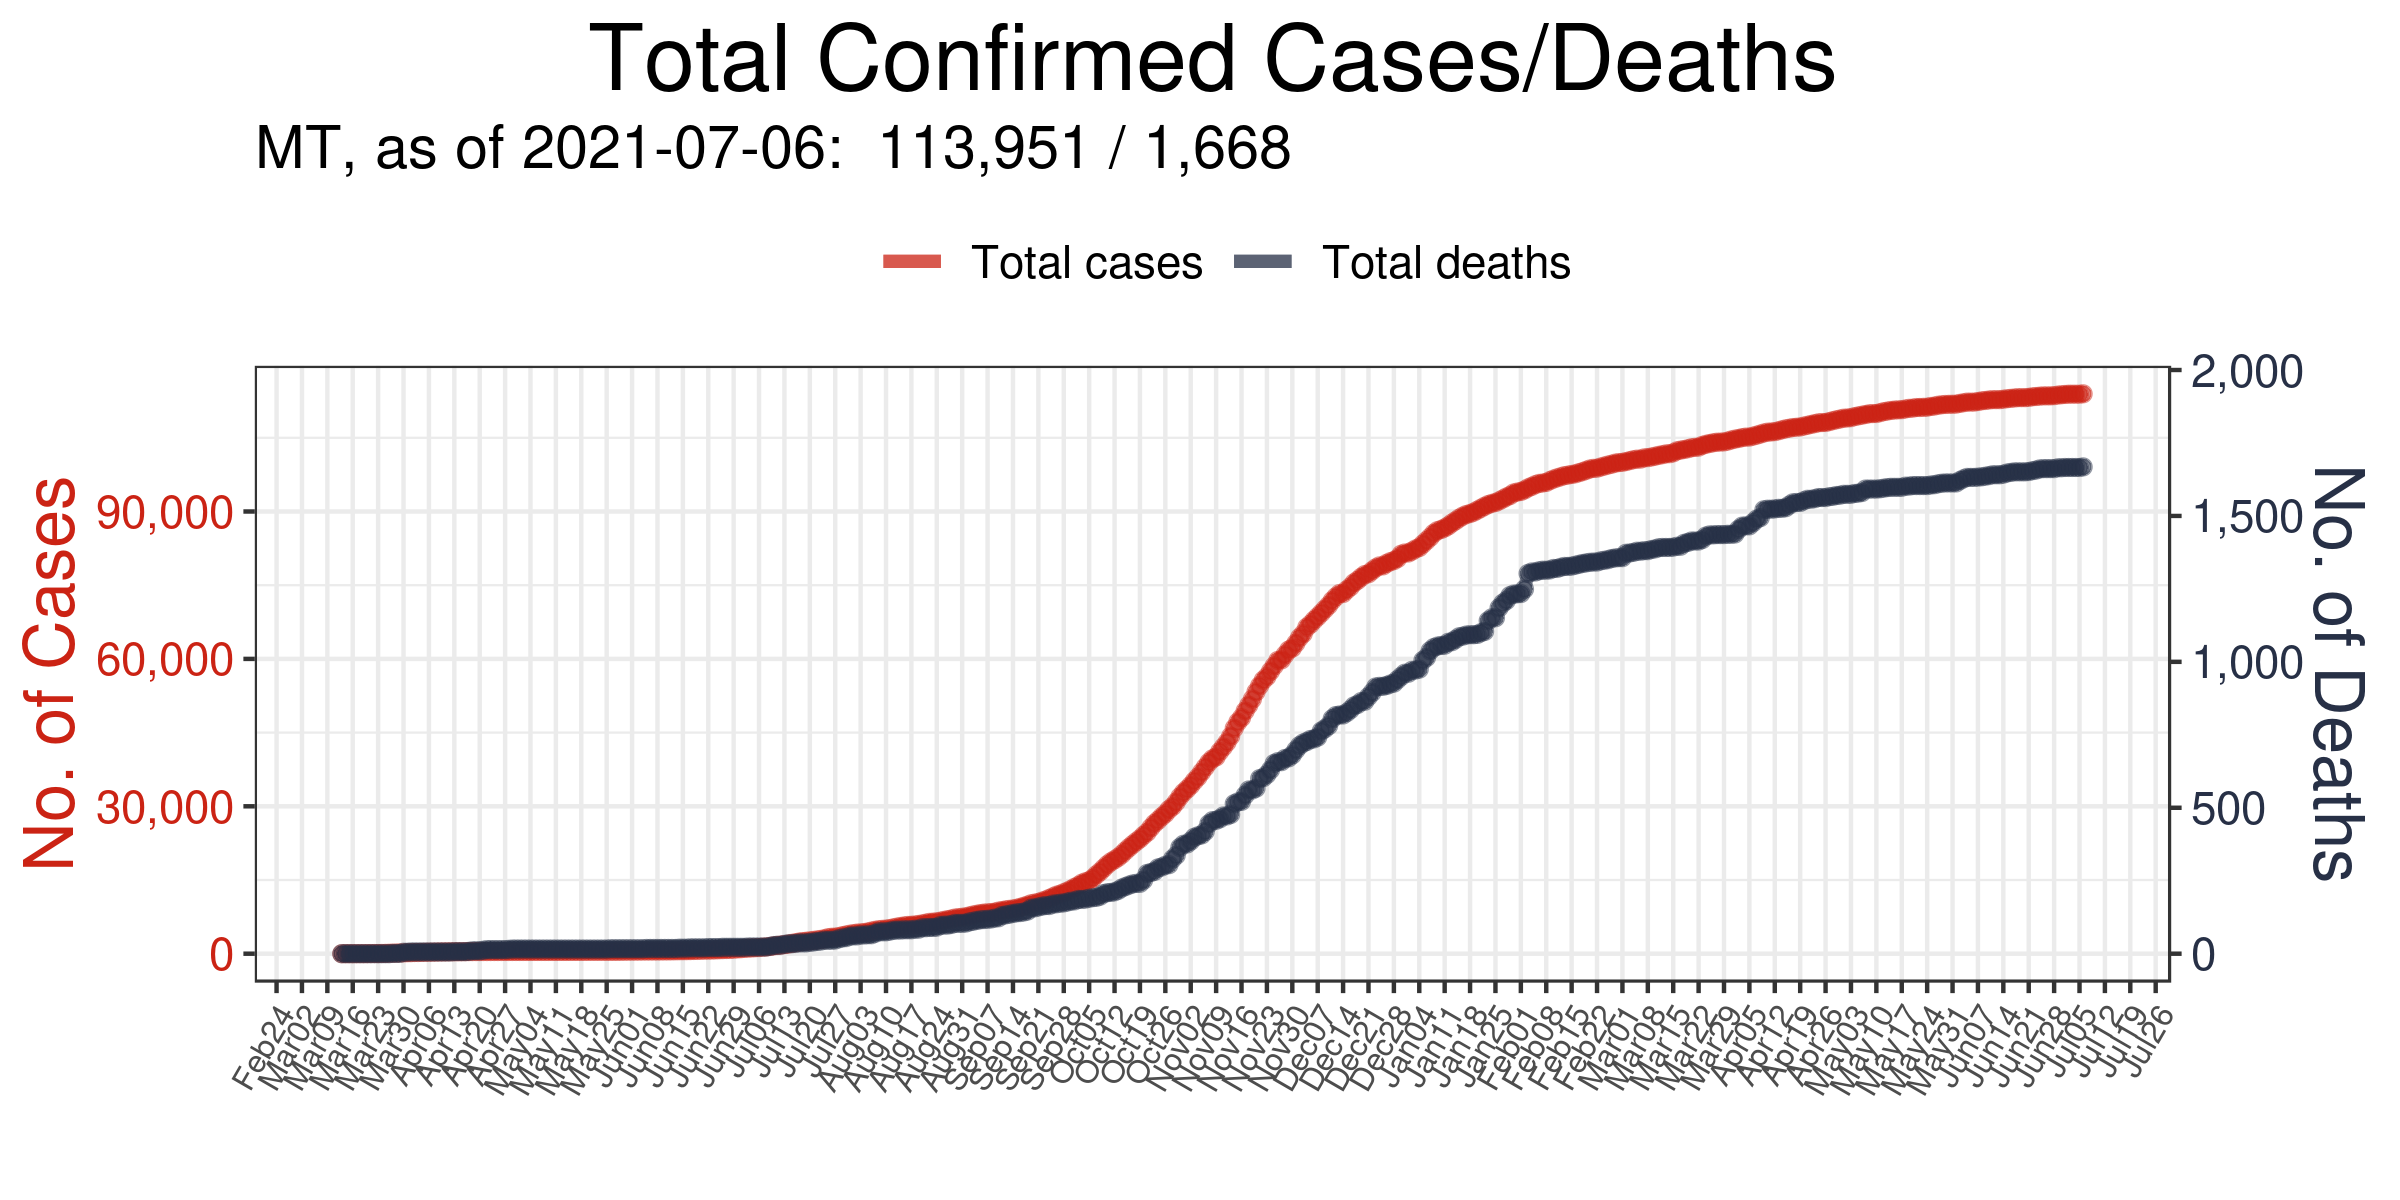 Total Confirmed Cases/Deaths
MT, as of 2021-07-06:  113,951 / 1,668
Total cases
Total deaths
No. of Cases
90,000
60,000
30,000
0
2,000
1,500
1,000
500
0
No. of Deaths
Feb24
Mar02
Mar09
Mar16
Mar23
Mar30
Apr06
Apr13
Apr20
Apr27
May04
May11
May18
May25
Jun01
Jun08
Jun15
Jun22
Jun29
Jul06
Jul13
Jul20
Jul27
Aug03
Aug10
Aug17
Aug24
Aug31
Sep07
Sep14
Sep21
Sep28
Oct05
Oct12
Oct19
Oct26
Nov02
Nov09
Nov16
Nov23
Nov30
Dec07
Dec14
Dec21
Dec28
Jan04
Jan11
Jan18
Jan25
Feb01
Feb08
Feb15
Feb22
Mar01
Mar08
Mar15
Mar22
Mar29
Apr05
Apr12
Apr19
Apr26
May03
May10
May17
May24
May31
Jun07
Jun14
Jun21
Jun28
Jul05
Jul12
Jul19
Jul26